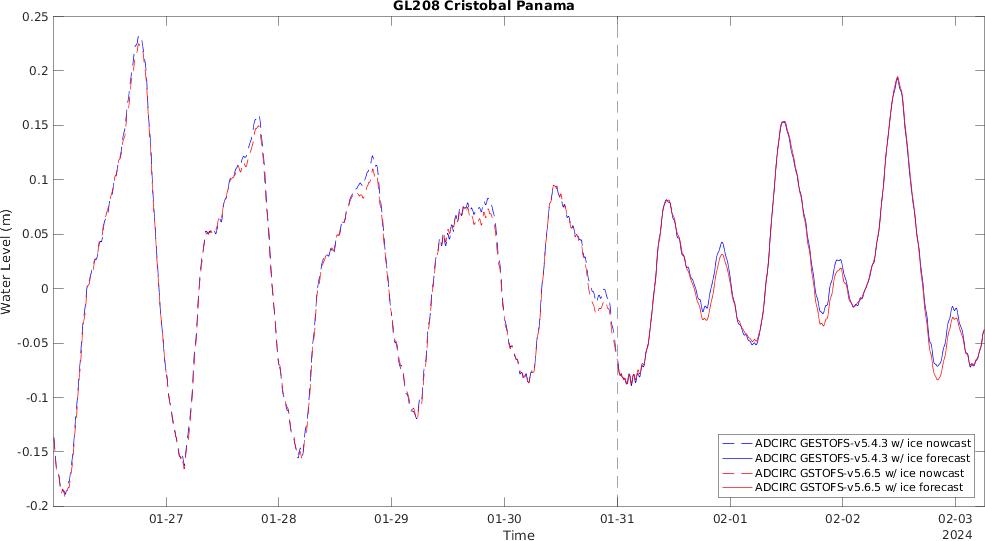 GL208 Cristobal Panama
0.25
0.2
0.15
0.1
0.05
0
-0.05
-0.1
-0.15
-0.2
Water Level (m)
ADCIRC GESTOFS-v5.4.3 w/ ice nowcast
ADCIRC GESTOFS-v5.4.3 w/ ice forecast
ADCIRC GSTOFS-v5.6.5 w/ ice nowcast
ADCIRC GSTOFS-v5.6.5 w/ ice forecast
01-27 01-28 01-29 01-30 01-31 02-01 02-02 02-03
Time 2024